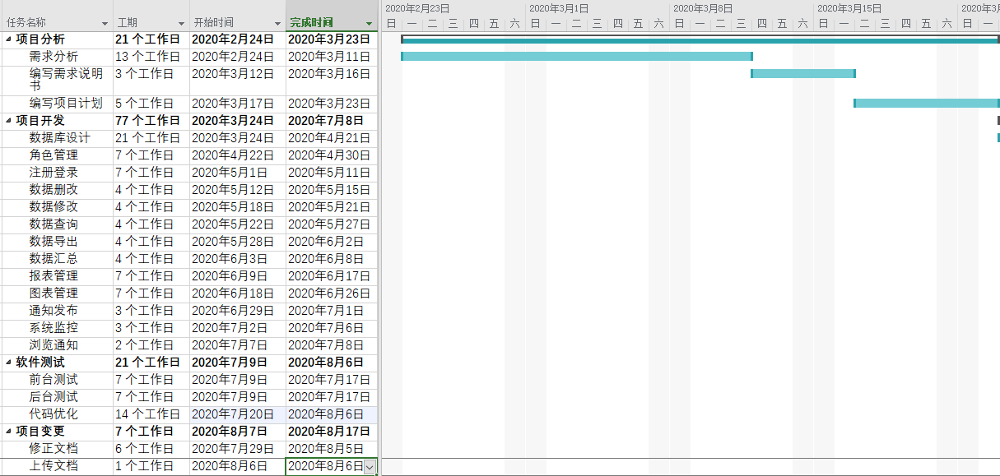 任务名称 工期 开始时间 完成时间 2020年2月23日 2020年3月1日 2020年3月8日 2020年3月15日 2020年3月
日 一 二 三 四 五 六 日 一 二 三 四 五 六 日 一 二 三 四 五 六 日 一 二 三 四 五 六 日 一
项目分析 21 个工作日 2020年2月24日 2020年3月23日
需求分析 13 个工作日 2020年2月24日 2020年3月11日
编写需求说明 3 个工作日 2020年3月12日 2020年3月16日
书
编写项目计划 5 个工作日 2020年3月17日 2020年3月23日
项目开发 77 个工作日 2020年3月24日 2020年7月8日
数据库设计 21 个工作日 2020年3月24日 2020年4月21日
角色管理 7 个工作日 2020年4月22日 2020年4月30日
注册登录 7 个工作日 2020年5月1日 2020年5月11日
数据删改 4 个工作日 2020年5月12日 2020年5月15日
数据修改 4 个工作日 2020年5月18日 2020年5月21日
数据查询 4 个工作日 2020年5月22日 2020年5月27日
数据导出 4 个工作日 2020年5月28日 2020年6月2日
数据汇总 4 个工作日 2020年6月3日 2020年6月8日
报表管理 7 个工作日 2020年6月9日 2020年6月17日
图表管理 7 个工作日 2020年6月18日 2020年6月26日
通知发布 3 个工作日 2020年6月29日 2020年7月1日
系统监控 3 个工作日 2020年7月2日 2020年7月6日
浏览通知 2 个工作日 2020年7月7日 2020年7月8日
软件测试 21 个工作日 2020年7月9日 2020年8月6日
前台测试 7 个工作日 2020年7月9日 2020年7月17日
后台测试 7 个工作日 2020年7月9日 2020年7月17日
代码优化 14 个工作日 2020年7月20日 2020年8月6日
项目变更 7 个工作日 2020年8月7日 2020年8月17日
修正文档 6 个工作日 2020年7月29日 2020年8月5日
上传文档 1 个工作日 2020年8月6日 2020年8月6日